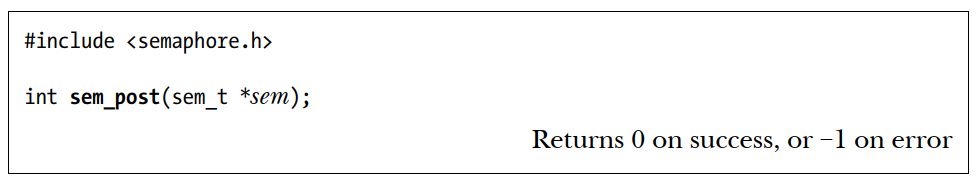 #include <semaphore.h>
int sem_post(sem_t *sem);
Returns 0 on success, or –1 on error